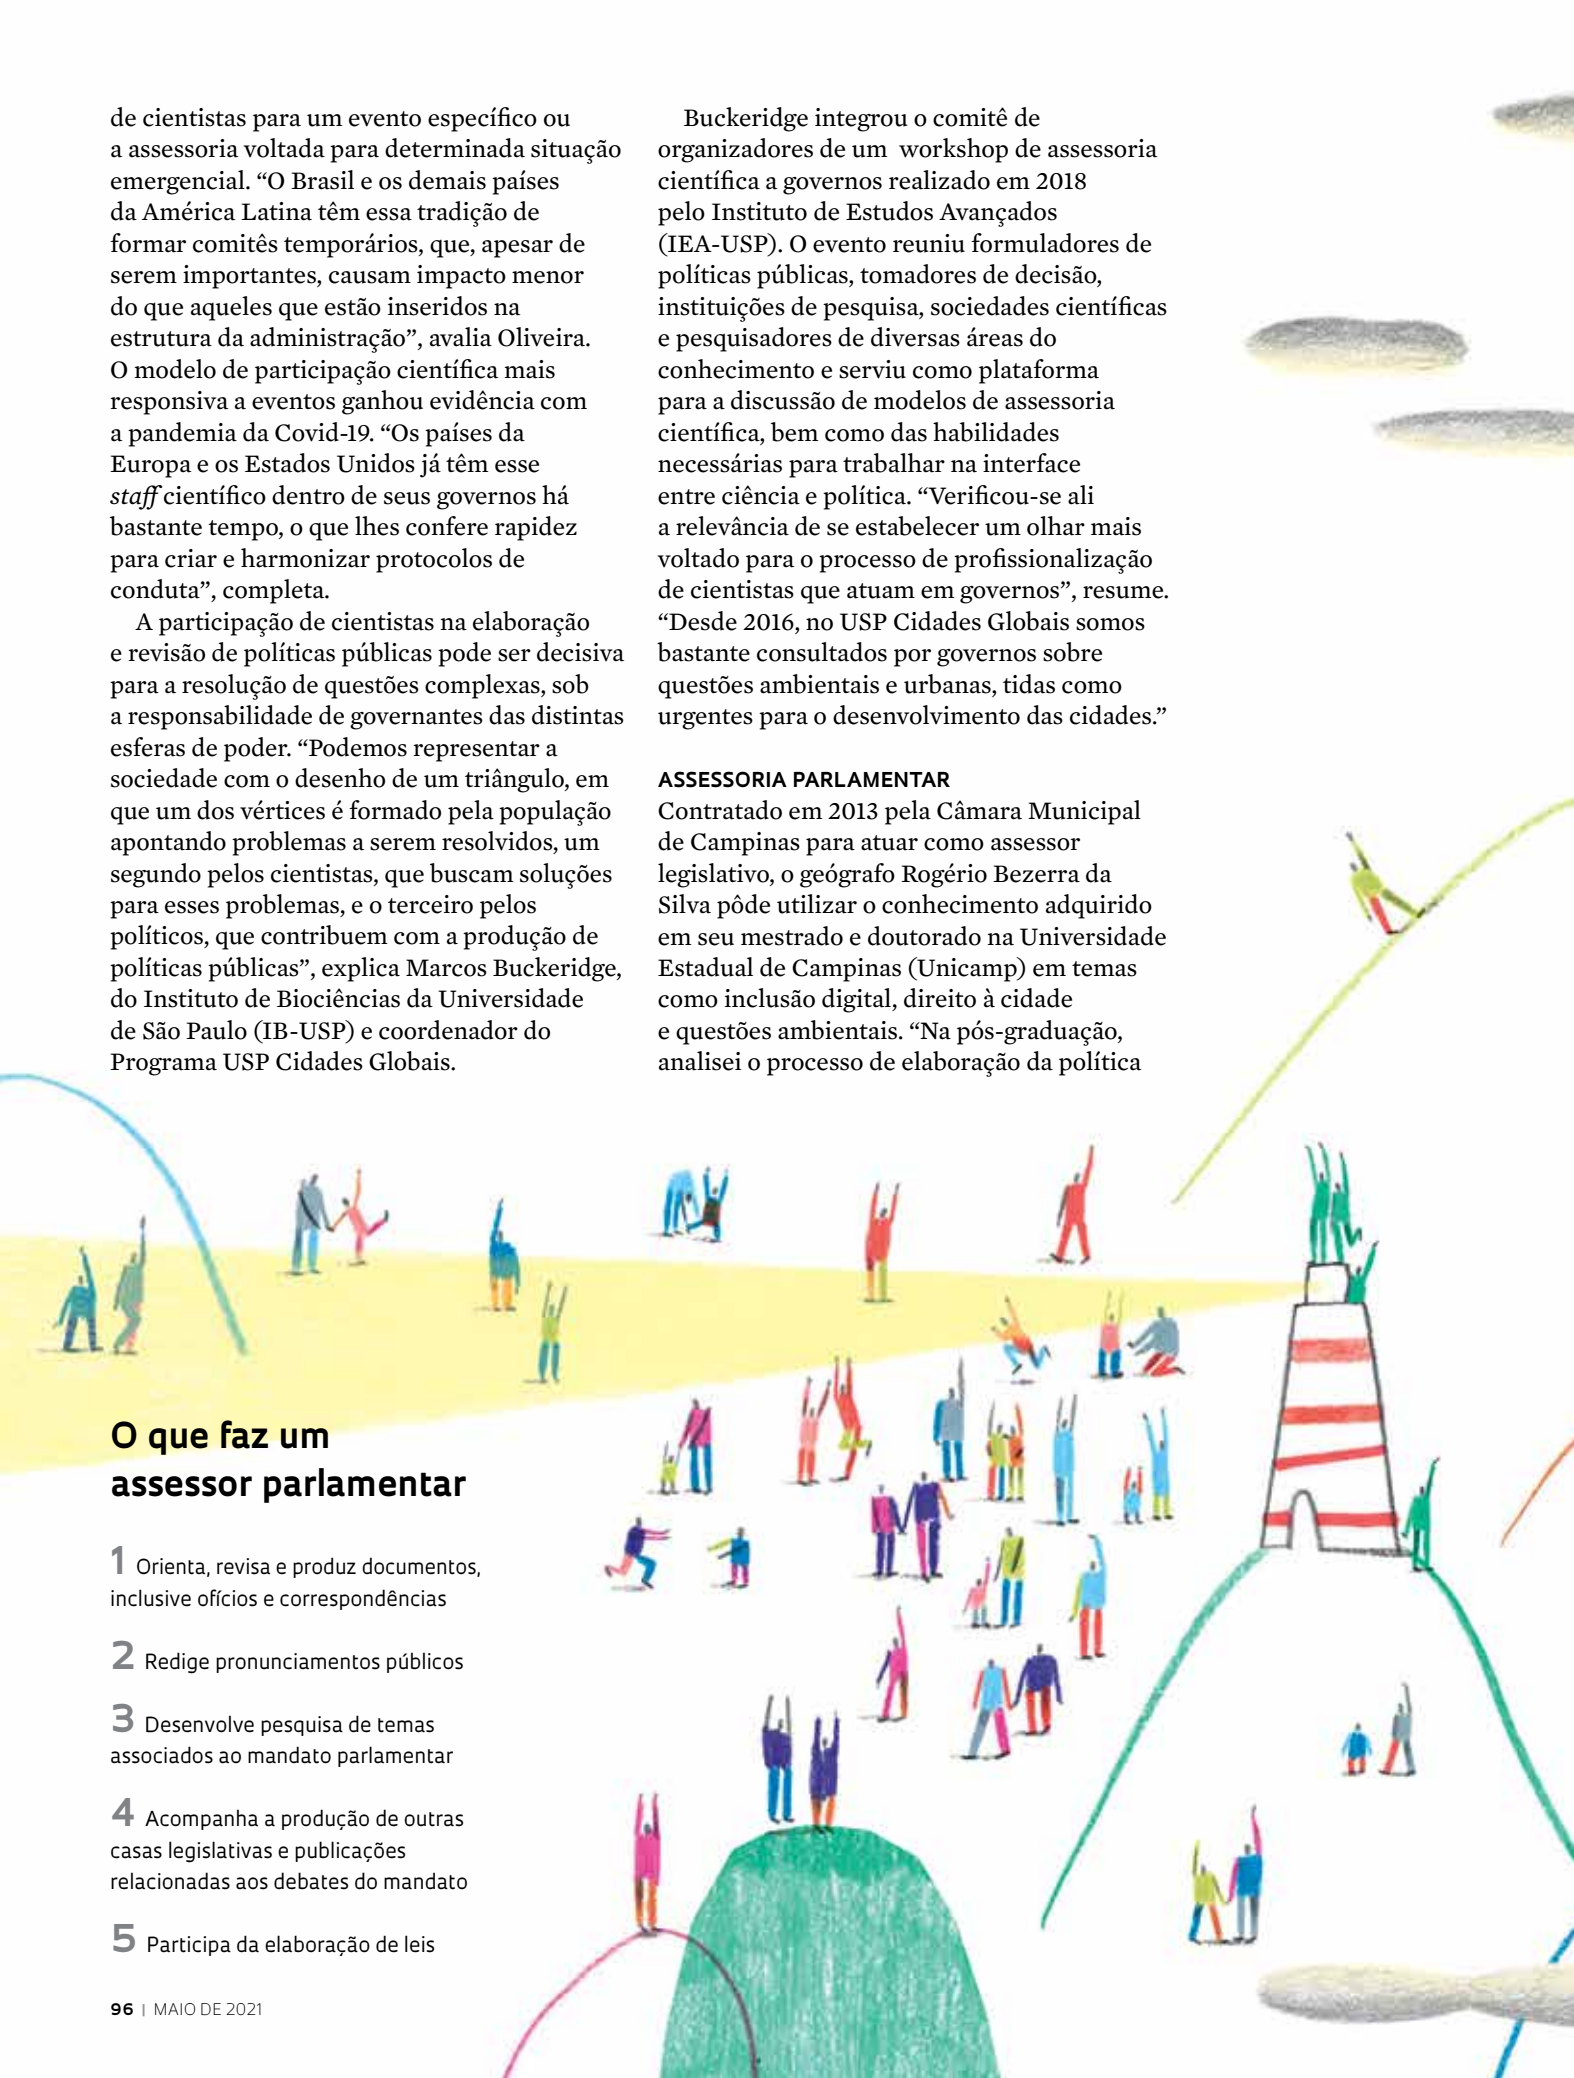 de cientistas para um evento específico ou
a assessoria voltada para determinada situação
emergencial. “O Brasil e os demais países
da América Latina têm essa tradição de
formar comitês temporários, que, apesar de
serem importantes, causam impacto menor
do que aqueles que estão inseridos na
estrutura da administração”, avalia Oliveira.
O modelo de participação científica mais
responsiva a eventos ganhou evidência com
a pandemia da Covid-19. “Os países da
Europa e os Estados Unidos já têm esse
staff científico dentro de seus governos há
bastante tempo, o que lhes confere rapidez
para criar e harmonizar protocolos de
conduta”, completa.
A participação de cientistas na elaboração
e revisão de políticas públicas pode ser decisiva
para a resolução de questões complexas, sob
a responsabilidade de governantes das distintas
esferas de poder. “Podemos representar a
sociedade com o desenho de um triângulo, em
que um dos vértices é formado pela população
apontando problemas a serem resolvidos, um
segundo pelos cientistas, que buscam soluções
para esses problemas, e o terceiro pelos
políticos, que contribuem com a produção de
políticas públicas”, explica Marcos Buckeridge,
do Instituto de Biociências da Universidade
de São Paulo (IB-USP) e coordenador do
Programa USP Cidades Globais.
Buckeridge integrou o comitê de
organizadores de um workshop de assessoria
científica a governos realizado em 2018
pelo Instituto de Estudos Avançados
(IEA-USP). O evento reuniu formuladores de
políticas públicas, tomadores de decisão,
instituições de pesquisa, sociedades científicas
e pesquisadores de diversas áreas do
conhecimento e serviu como plataforma
para a discussão de modelos de assessoria
científica, bem como das habilidades
necessárias para trabalhar na interface
entre ciência e política. “Verificou-se ali
a relevância de se estabelecer um olhar mais
voltado para o processo de profissionalização
de cientistas que atuam em governos”, resume.
“Desde 2016, no USP Cidades Globais somos
bastante consultados por governos sobre
questões ambientais e urbanas, tidas como
urgentes para o desenvolvimento das cidades.”
ASSESSORIA PARLAMENTAR
Contratado em 2013 pela Câmara Municipal
de Campinas para atuar como assessor
legislativo, o geógrafo Rogério Bezerra da
Silva pôde utilizar o conhecimento adquirido
em seu mestrado e doutorado na Universidade
Estadual de Campinas (Unicamp) em temas
como inclusão digital, direito à cidade
e questões ambientais. “Na pós-graduação,
analisei o processo de elaboração da política
O que faz um
assessor parlamentar
1 Orienta, revisa e produz documentos,
inclusive ofícios e correspondências
2 Redige pronunciamentos públicos
3 Desenvolve pesquisa de temas
associados ao mandato parlamentar
4 Acompanha a produção de outras
casas legislativas e publicações
relacionadas aos debates do mandato
5 Participa da elaboração de leis
96 | MAIO DE 2021